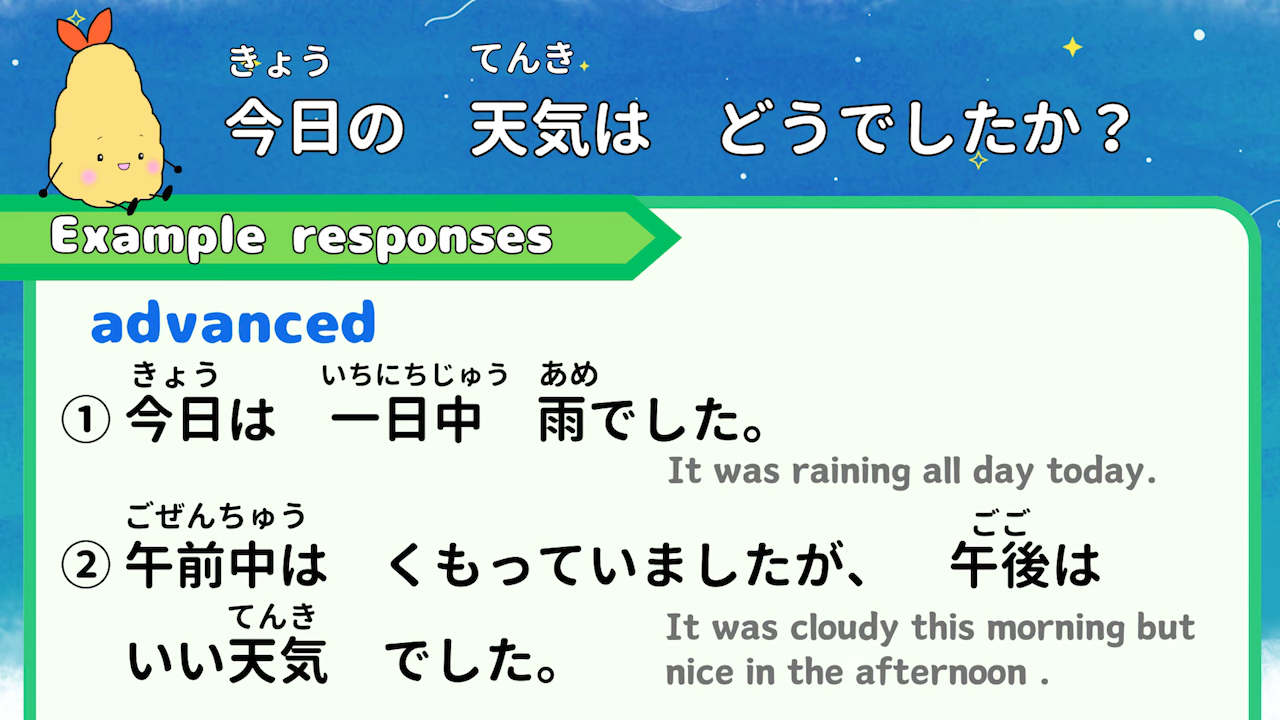 きょう てんき
今日の 天気は どうでしたか？
Example responses
advanced
きょう いちにちじゅう あめ
① 今日は 一日中 雨でした。
It was raining all day today.
ごぜんちゅう ごご
② 午前中は くもっていましたが、 午後は
てんき
いい天気 でした。
It was cloudy this morning but
nice in the afternoon .